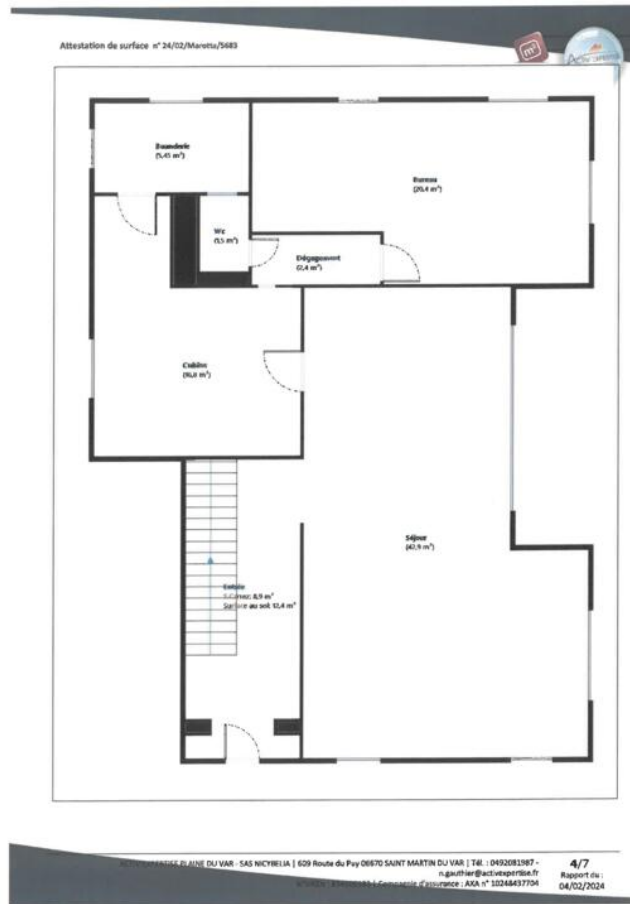 Attestation de surface n° 24/02/Marotta/5683
m²
Buanderie
(5,45 m²)
Bureau
(20,4 m²)
Wc
(1,5 m²)
Dégagement
(2,4 m²)
Cuisine
Séjour
(42,9 m²)
Entrée
S.Carrez: 8,9 m²
Surface au sol: 12,4 m²
PLAINE DU VAR - SAS NICYBELIA | 609 Route du Puy 06670 SAINT MARTIN DU VAR | Tél. : 0492081987 -
n.gauthier@activexpertise.fr
Compagnie d'assurance : AXA n° 10248437704
4/7
Rapport du :
04/02/2024